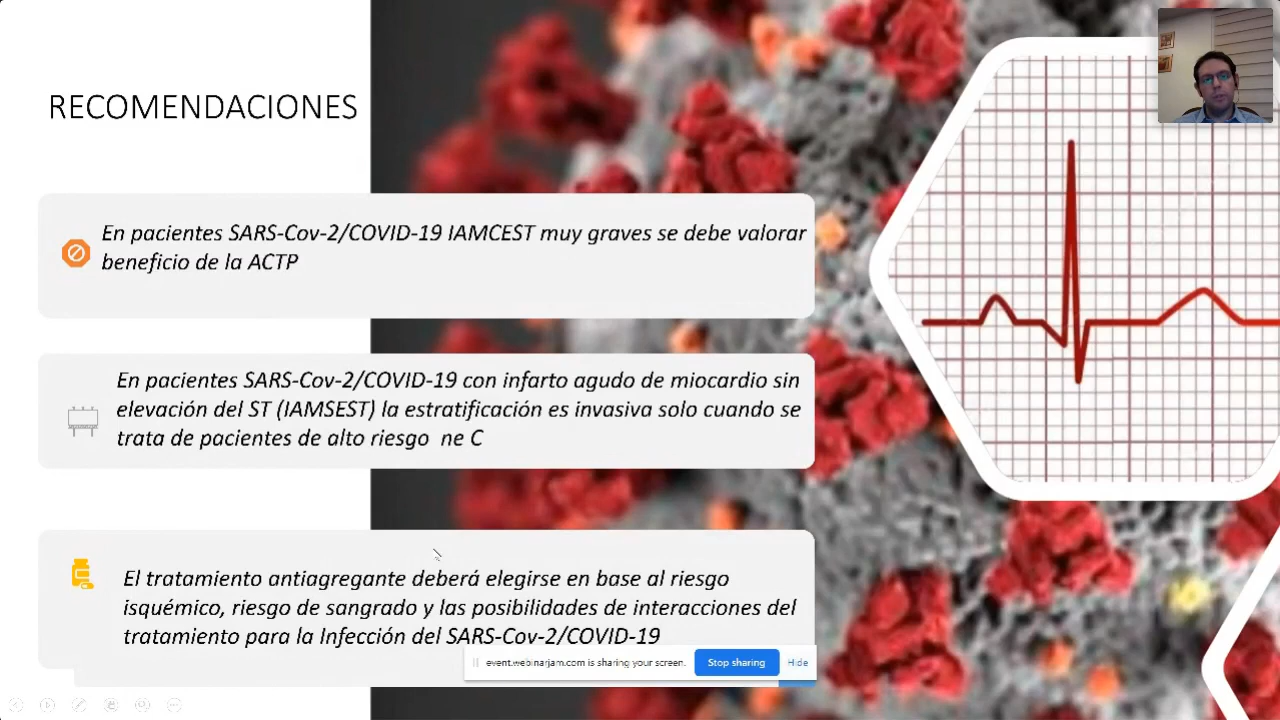 RECOMENDACIONES
En pacientes SARS-Cov-2/COVID-19 IAMCEST muy graves se debe valorar
beneficio de la ACTP
En pacientes SARS-Cov-2/COVID-19 con infarto agudo de miocardio sin
elevación del ST (IAMSEST) la estratificación es invasiva solo cuando se
trata de pacientes de alto riesgo ne C
El tratamiento antiagregante deberá elegirse en base al riesgo
isquémico, riesgo de sangrado y las posibilidades de interacciones del
tratamiento para la Infección del SARS-Cov-2/COVID-19
event.webinarjam.com is sharing your screen. Stop sharing Hide